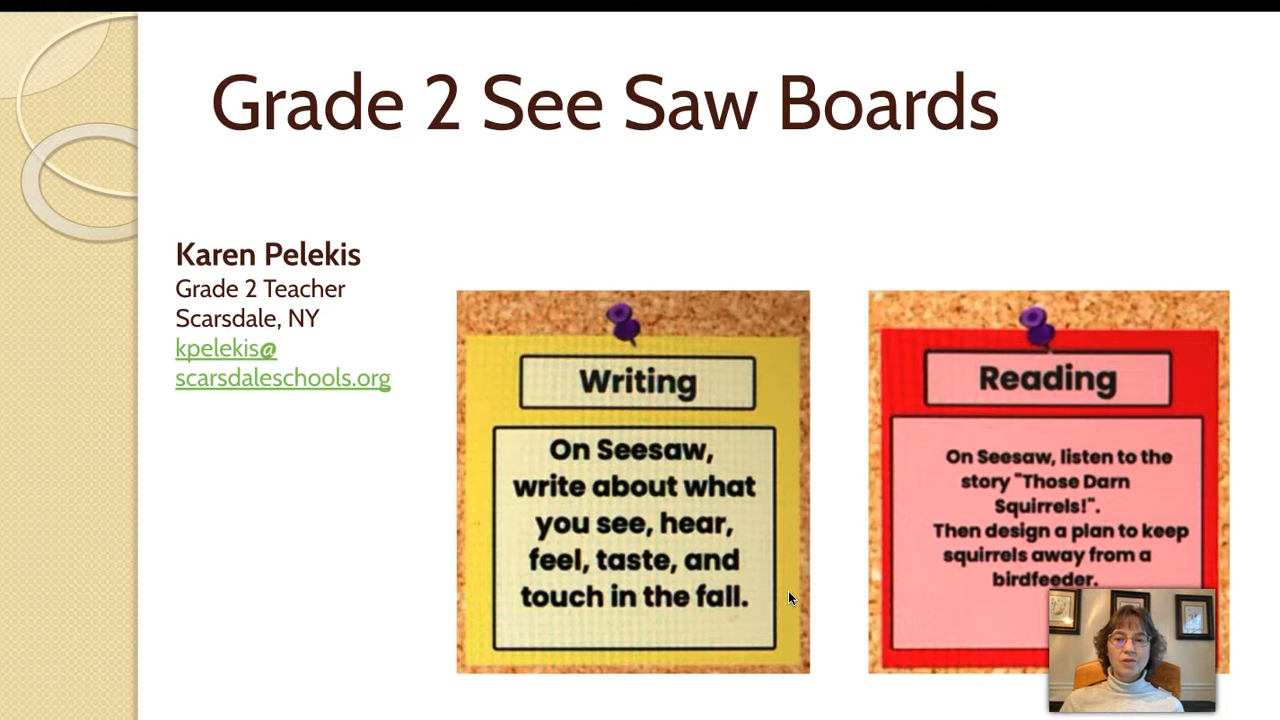 Grade 2 See Saw Boards
Karen Pelekis
Grade 2 Teacher
Scarsdale, NY
kpelekis@
scarsdaleschools.org
Writing
On Seesaw,
write about what
you see, hear,
feel, taste, and
touch in the fall.
Reading
On Seesaw, listen to the
story "Those Darn
Squirrels!".
Then design a plan to keep
squirrels away from a
birdfeeder.